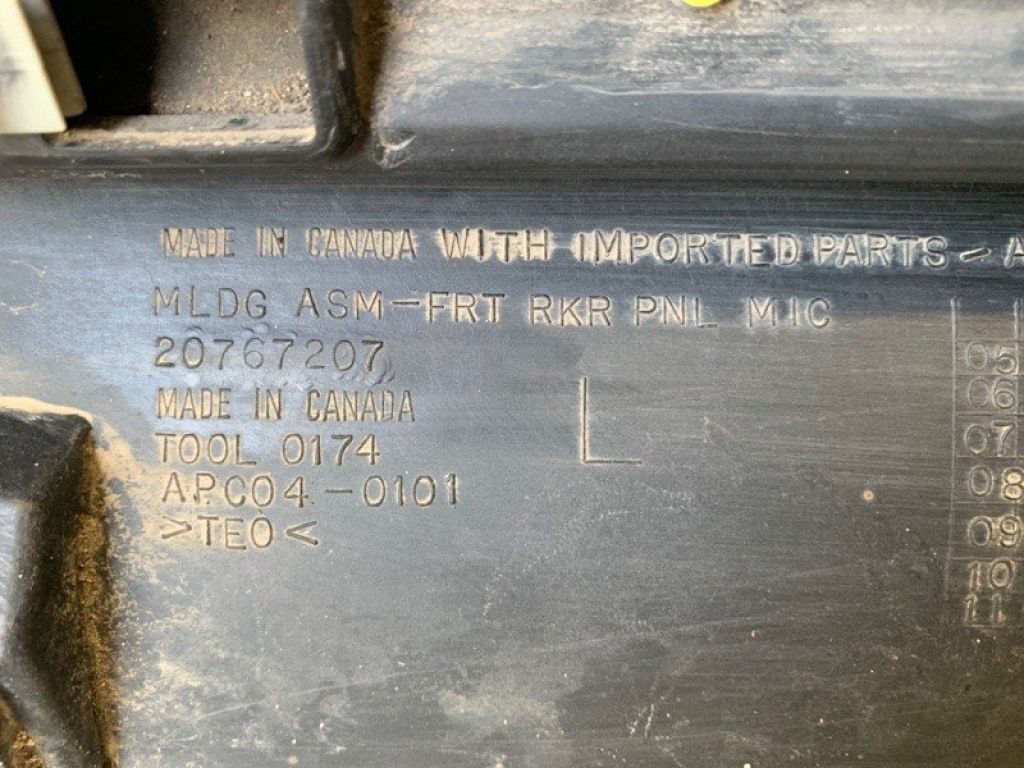 MADE IN CANADA WITH IMPORTED PARTS - A
MLDG ASM-FRT RKR PNL MIC
20767207
MADE IN CANADA
L
TOOL 0174
APC04-0101
>TEO<
05
06
07
08
09
10
11